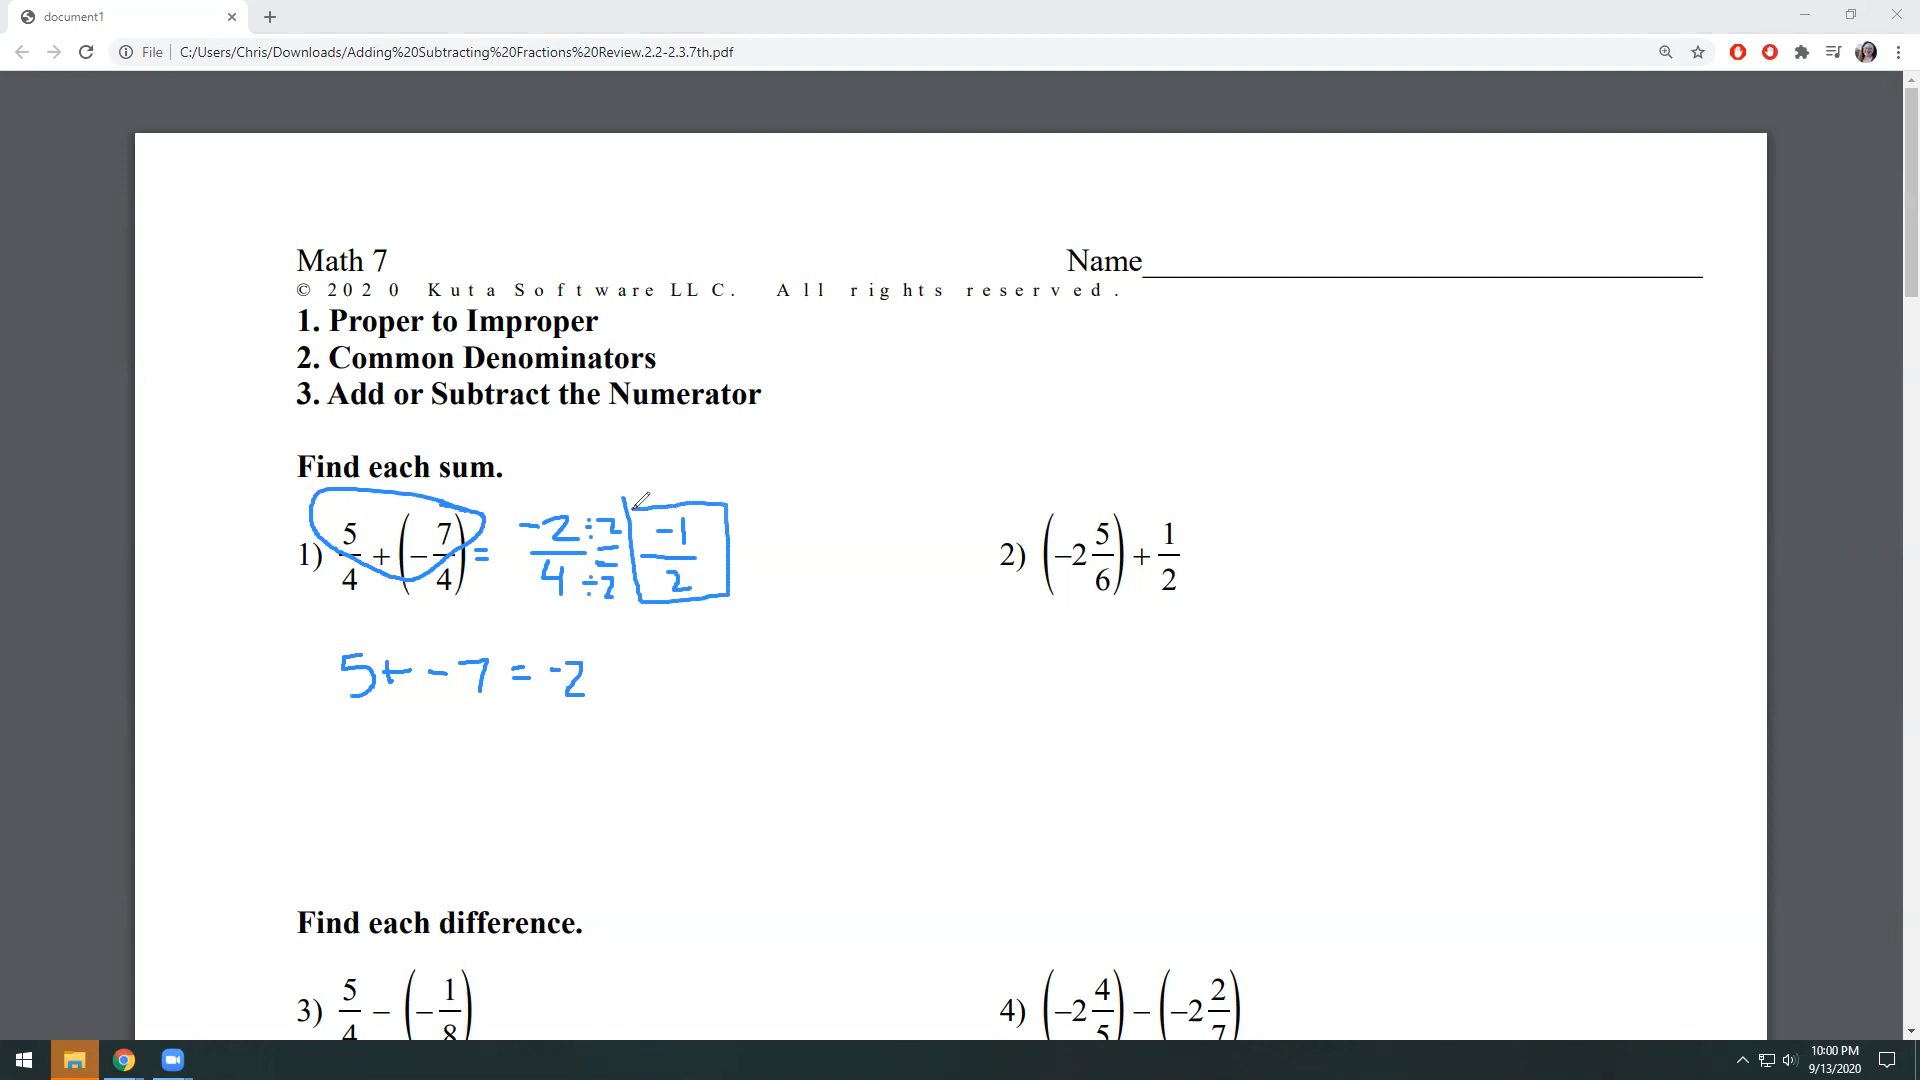 document1
File | C:/Users/Chris/Downloads/Adding%20Subtracting%20Fractions%20Review.2.2-2.3.7th.pdf
Math 7 Name
© 2020 Kuta Software LLC. All rights reserved.
1. Proper to Improper
2. Common Denominators
3. Add or Subtract the Numerator
Find each sum.
1) 5/4 + (−7/4) = -2/4 ÷2/÷2 = -1/2
2) (−2 5/6) + 1/2
5 + -7 = -2
Find each difference.
3) 5/4 − (−1/8)
4) (−2 4/5) − (−2 2/7)
10:00 PM
9/13/2020